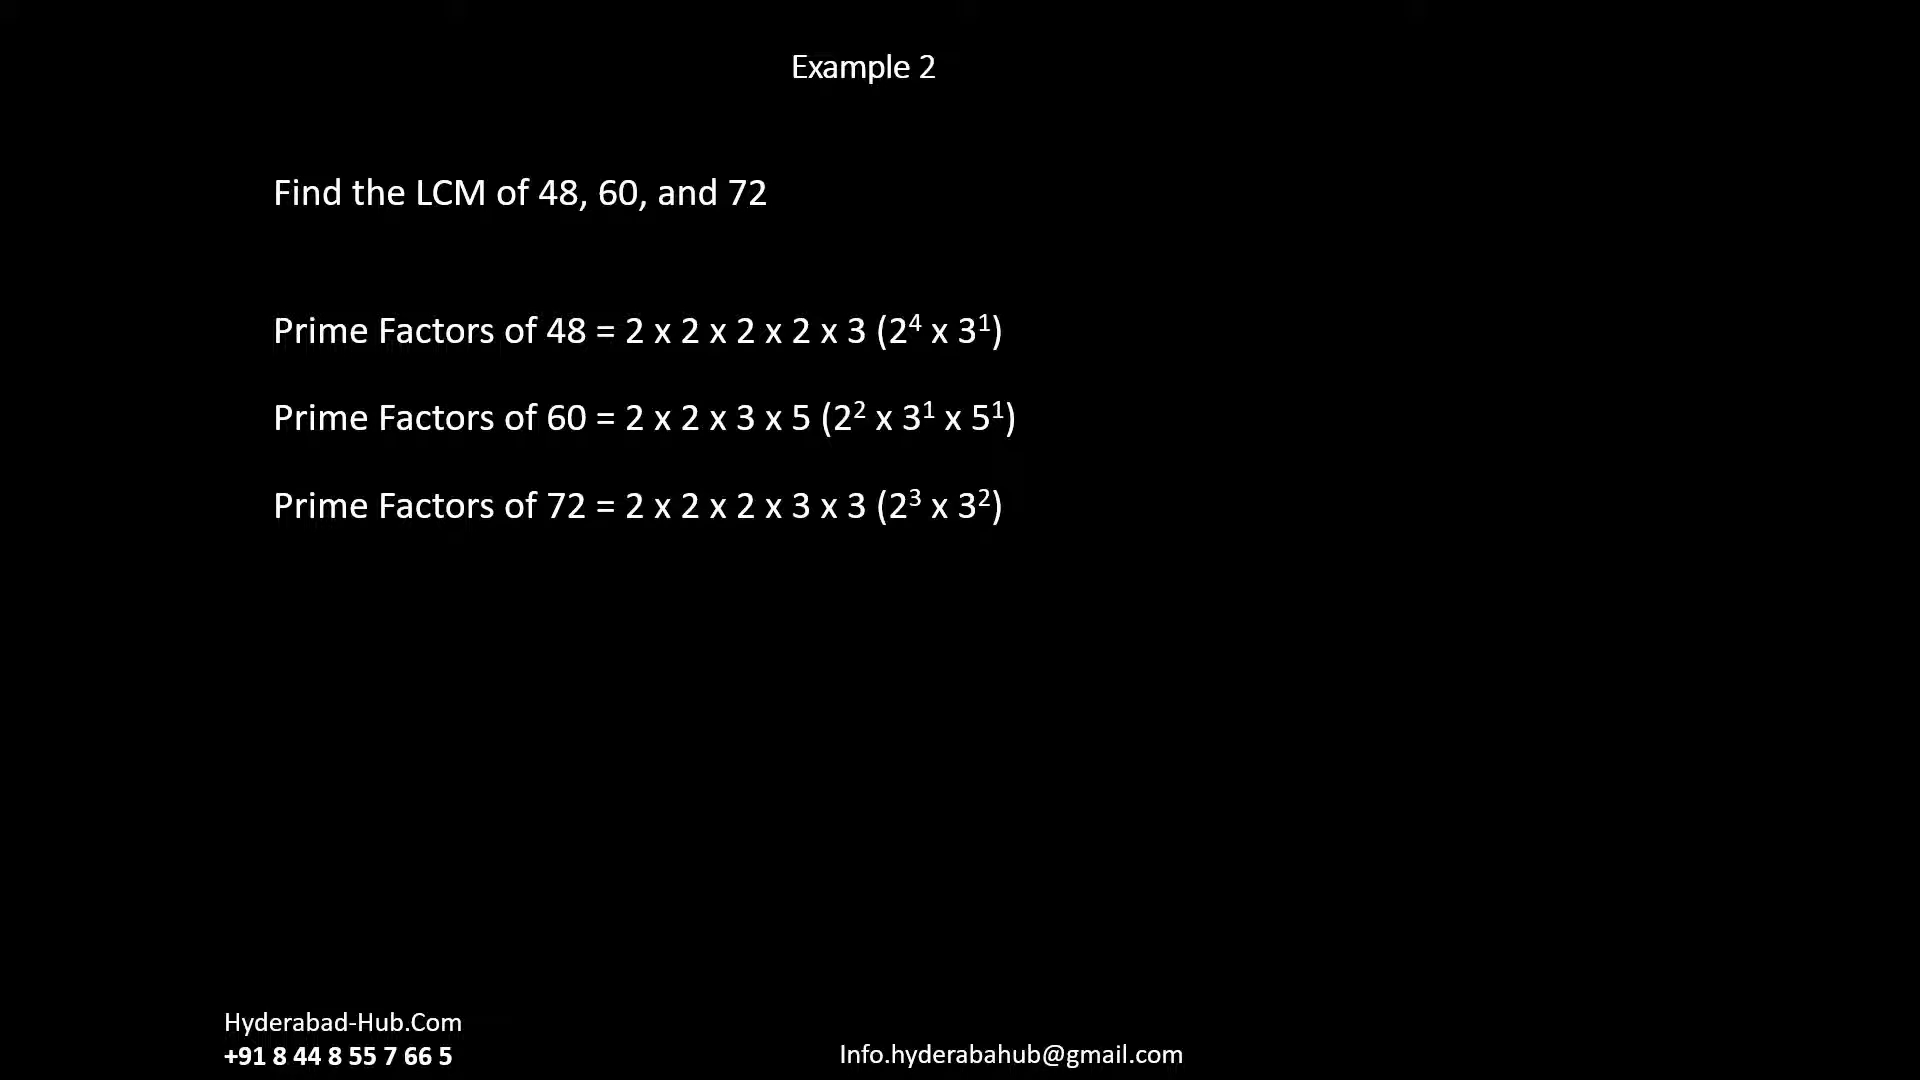 Example 2
Find the LCM of 48, 60, and 72
Prime Factors of 48 = 2 x 2 x 2 x 2 x 3 (2⁴ x 3¹)
Prime Factors of 60 = 2 x 2 x 3 x 5 (2² x 3¹ x 5¹)
Prime Factors of 72 = 2 x 2 x 2 x 3 x 3 (2³ x 3²)
Hyderabad-Hub.Com
+91 8 44 8 55 7 66 5
Info.hyderabahub@gmail.com